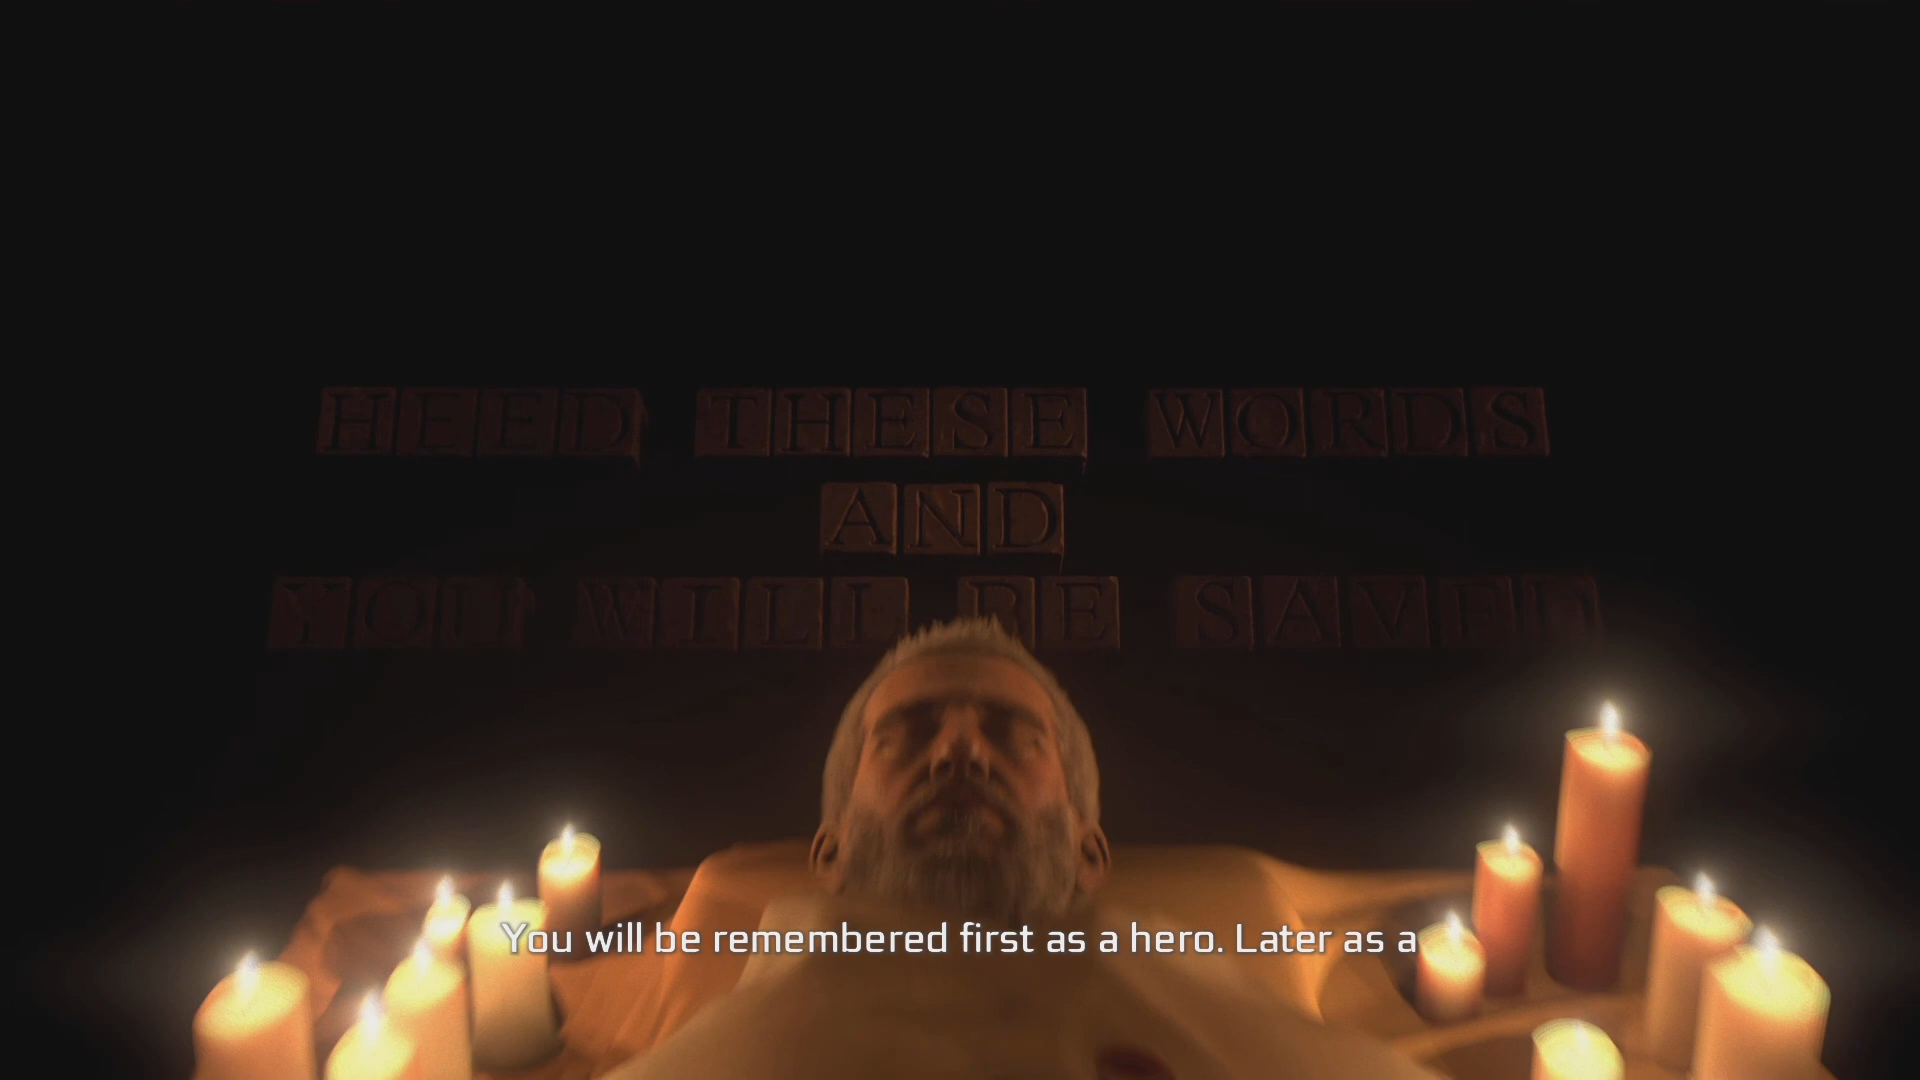 HEED THESE WORDS
AND
YOU WILL BE SAVED
You will be remembered first as a hero. Later as a